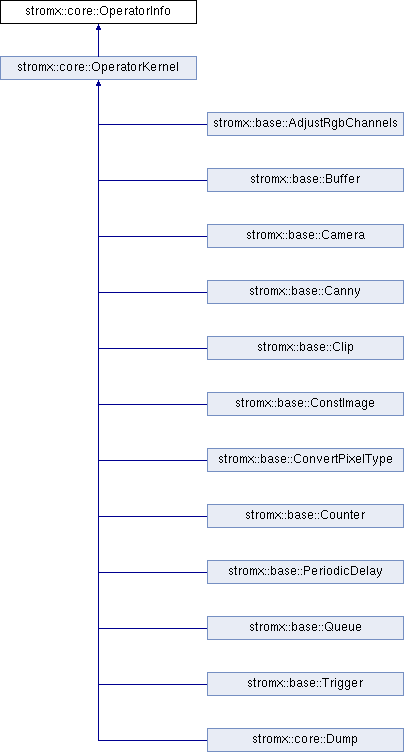 stromx::core::OperatorInfo
stromx::core::OperatorKernel
stromx::base::AdjustRgbChannels
stromx::base::Buffer
stromx::base::Camera
stromx::base::Canny
stromx::base::Clip
stromx::base::ConstImage
stromx::base::ConvertPixelType
stromx::base::Counter
stromx::base::PeriodicDelay
stromx::base::Queue
stromx::base::Trigger
stromx::core::Dump